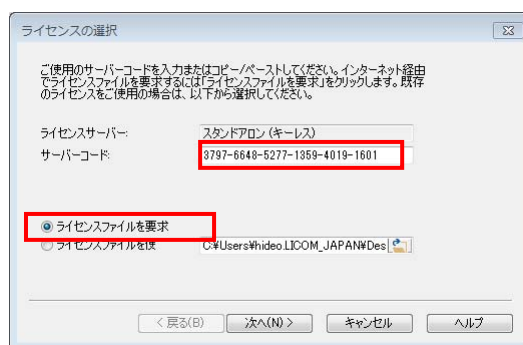 ライセンスの選択
ご使用のサーバーコードを入力またはコピー/ペーストしてください。インターネット経由
でライセンスファイルを要求するには「ライセンスファイルを要求」をクリックします。既存
のライセンスをご使用の場合は、以下から選択してください。
ライセンスサーバー:
スタンドアロン (キーレス)
サーバーコード:
3797-6648-5277-1359-4019-1601
ライセンスファイルを要求
ライセンスファイルを使
C:¥Users¥hideo.LICOM_JAPAN¥Des
< 戻る(B)
次へ(N) >
キャンセル
ヘルプ